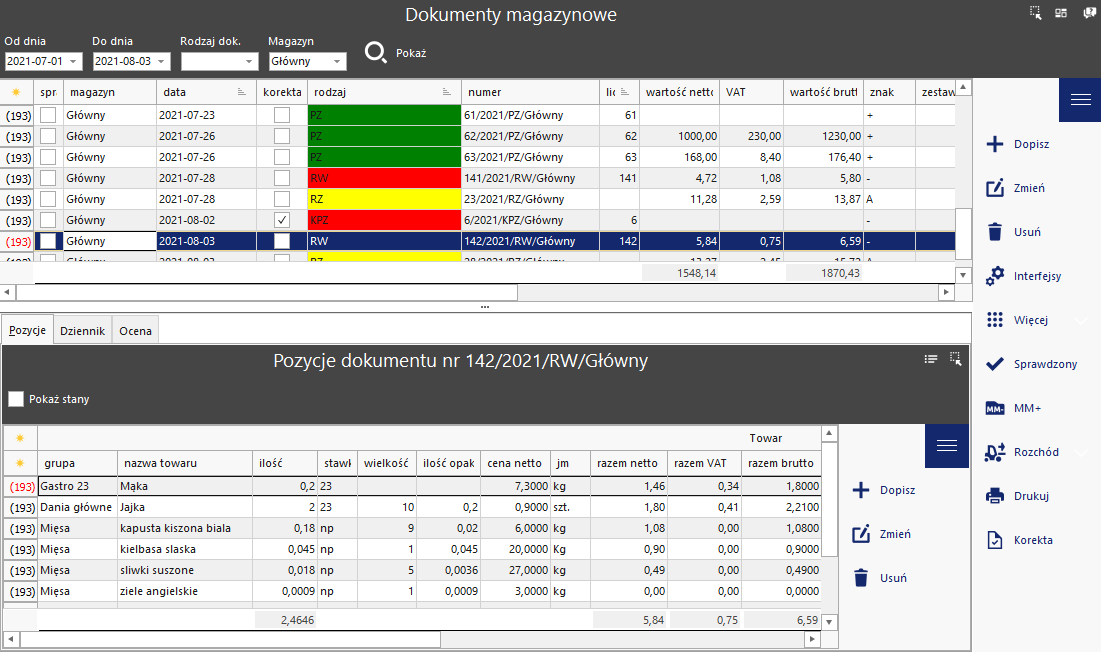 Dokumenty magazynowe
Od dnia Do dnia Rodzaj dok. Magazyn
2021-07-01 2021-08-03 Główny Pokaż
spr magazyn data korekta rodzaj numer lic wartość netto VAT wartość brutt znak zestaw
(193) Główny 2021-07-23 PZ 61/2021/PZ/Główny 61 +
(193) Główny 2021-07-26 PZ 62/2021/PZ/Główny 62 1000,00 230,00 1230,00 +
(193) Główny 2021-07-26 PZ 63/2021/PZ/Główny 63 168,00 8,40 176,40 +
(193) Główny 2021-07-28 RW 141/2021/RW/Główny 141 4,72 1,08 5,80 -
(193) Główny 2021-07-28 RZ 23/2021/RZ/Główny 11,28 2,59 13,87 A
(193) Główny 2021-08-02 KPZ 6/2021/KPZ/Główny 6 -
(193) Główny 2021-08-03 RW 142/2021/RW/Główny 142 5,84 0,75 6,59 -
1548,14 1870,43
Dopisz
Zmień
Usuń
Interfejsy
Więcej
Sprawdzony
MM- MM+
Rozchód
Drukuj
Korekta
Pozycje Dziennik Ocena
Pozycje dokumentu nr 142/2021/RW/Główny
Pokaż stany
Towar
grupa nazwa towaru ilość stawk wielkość ilość opak cena netto jm razem netto razem VAT razem brutto
(193) Gastro 23 Mąka 0,2 23 7,3000 kg 1,46 0,34 1,8000
(193) Dania główne Jajka 2 23 10 0,2 0,9000 szt. 1,80 0,41 2,2100
(193) Mięsa kapusta kiszona biala 0,18 np 9 0,02 6,0000 kg 1,08 0,00 1,0800
(193) Mięsa kielbasa slaska 0,045 np 1 0,045 20,0000 Kg 0,90 0,00 0,9000
(193) Mięsa sliwki suszone 0,018 np 5 0,0036 27,0000 kg 0,49 0,00 0,4900
(193) Mięsa ziele angielskie 0,0009 np 1 0,0009 3,0000 kg 0,00 0,00 0,0000
2,4646 5,84 0,75 6,59
Dopisz
Zmień
Usuń